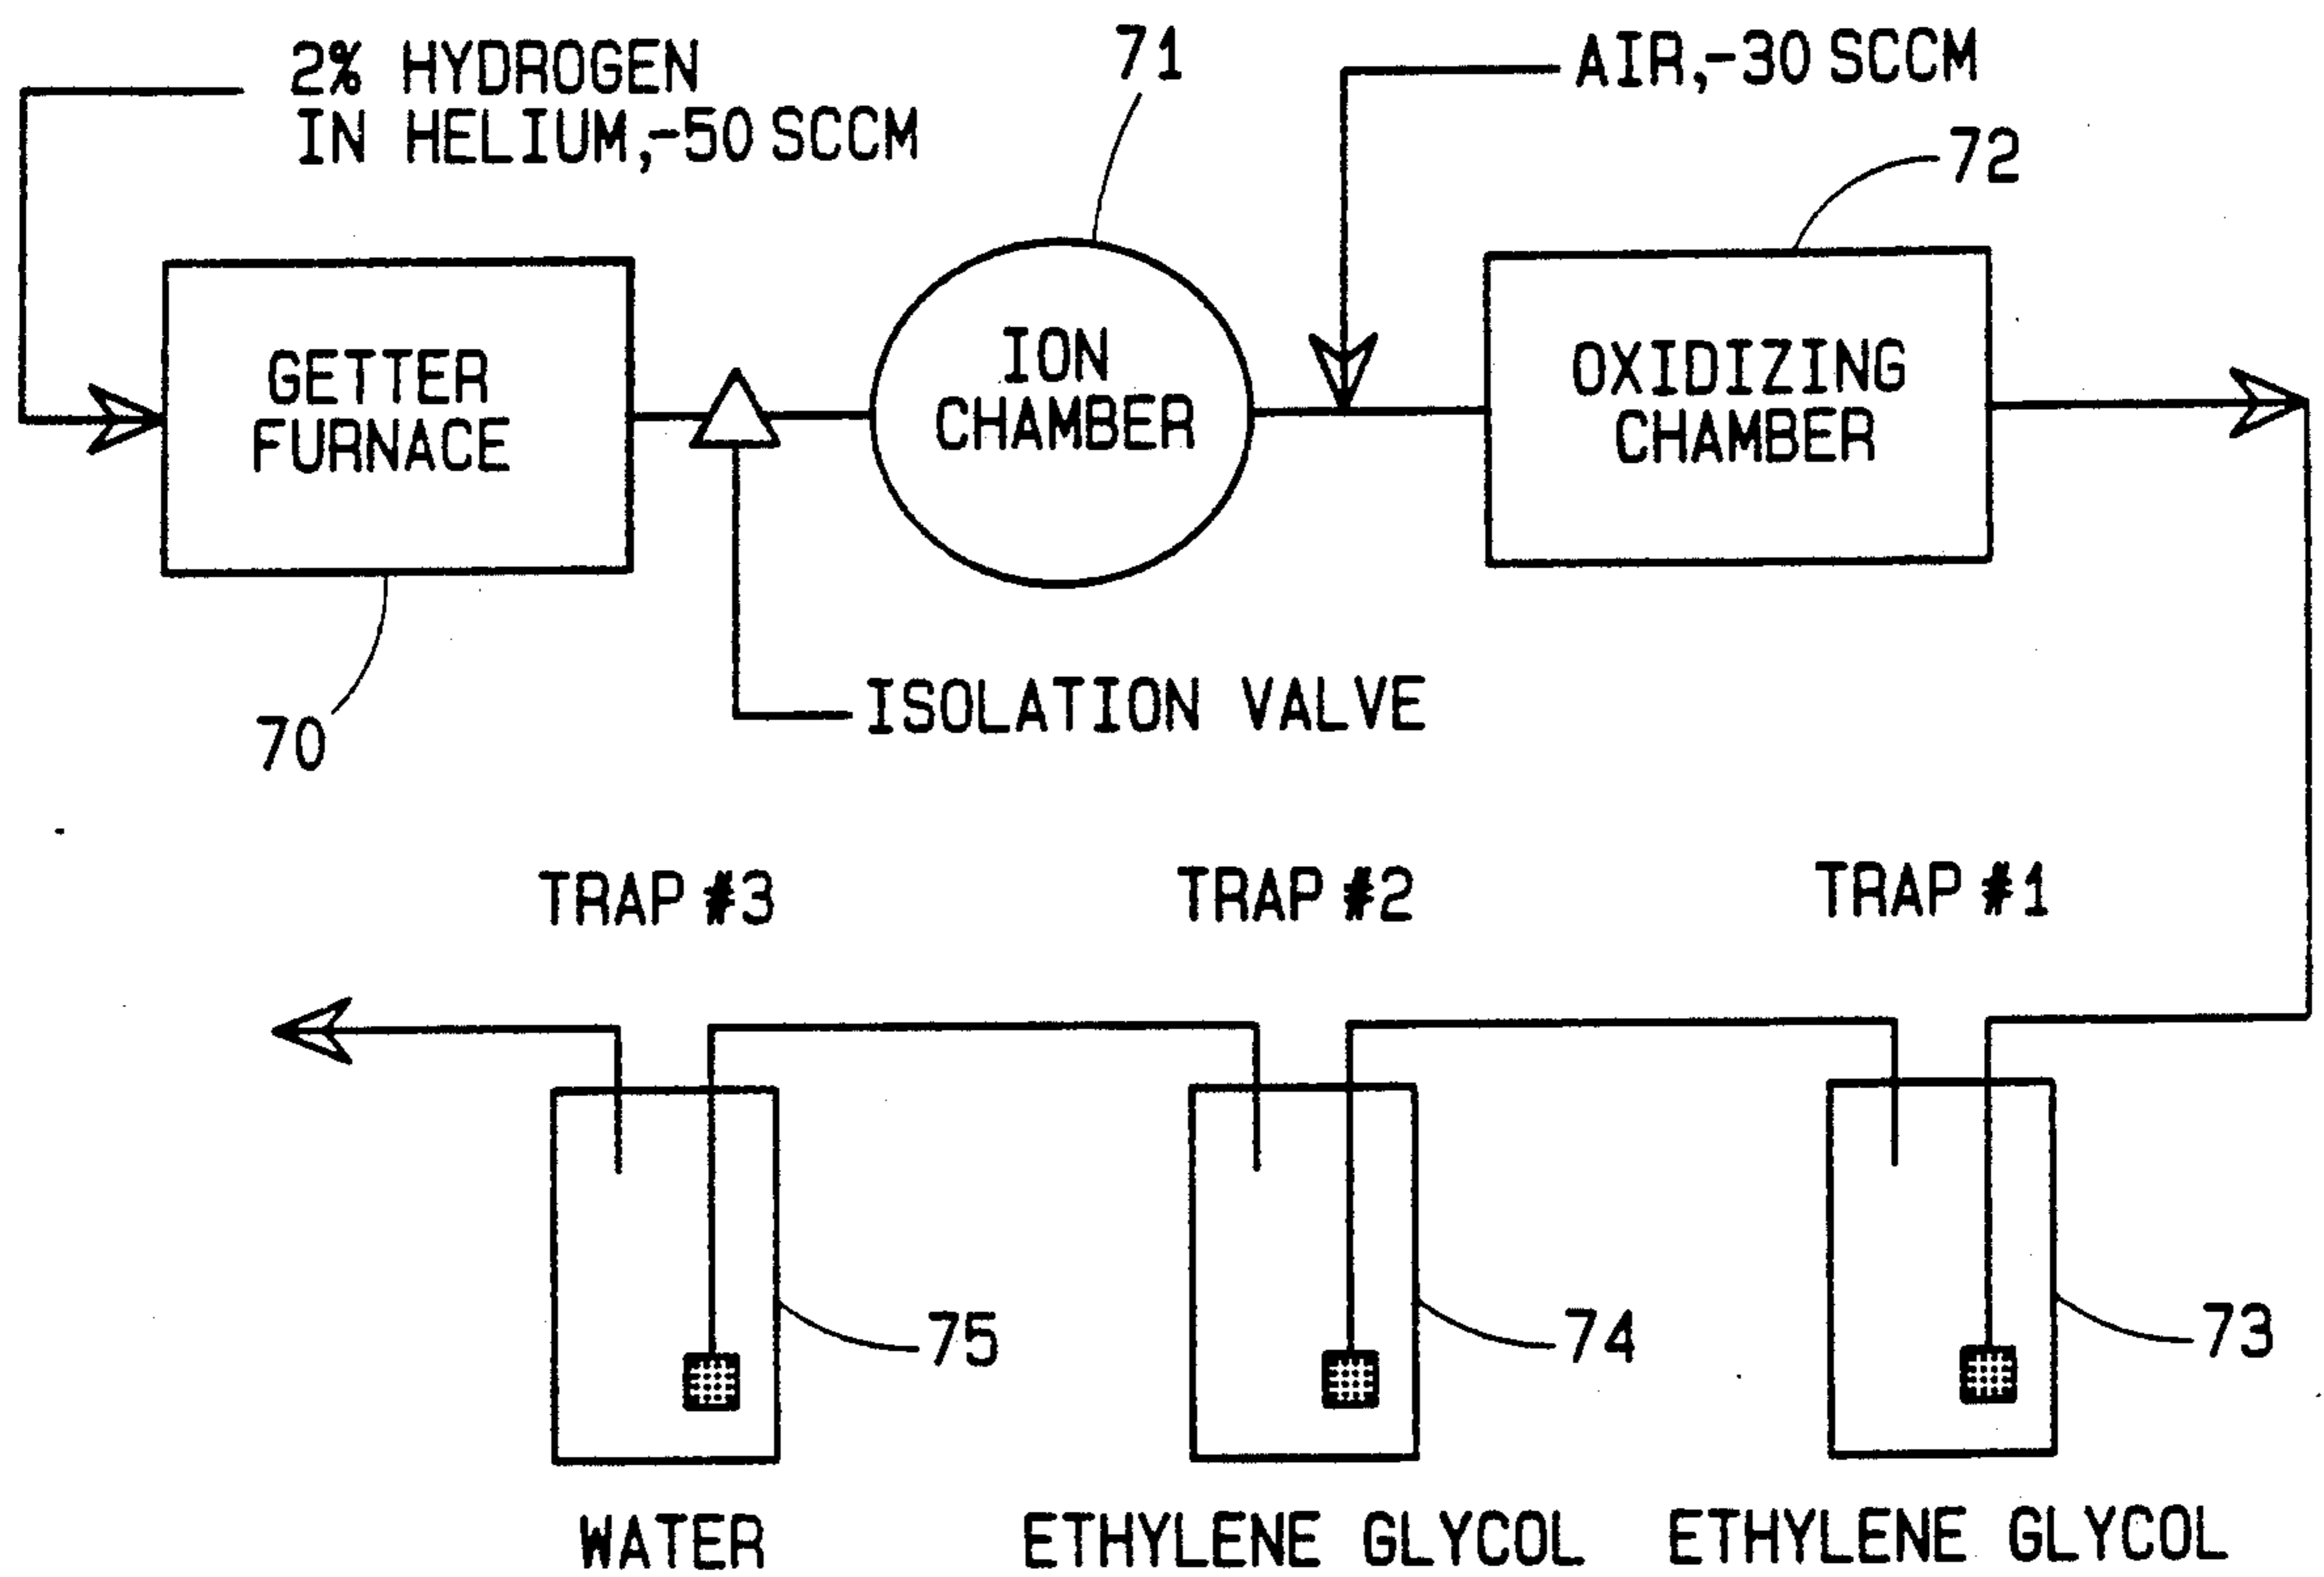 2% HYDROGEN
IN HELIUM,-50 SCCM
71
AIR,-30 SCCM
72
GETTER
FURNACE
ION
CHAMBER
OXIDIZING
CHAMBER
70
ISOLATION VALVE
TRAP #3
TRAP #2
TRAP #1
75
74
73
WATER
ETHYLENE GLYCOL
ETHYLENE GLYCOL